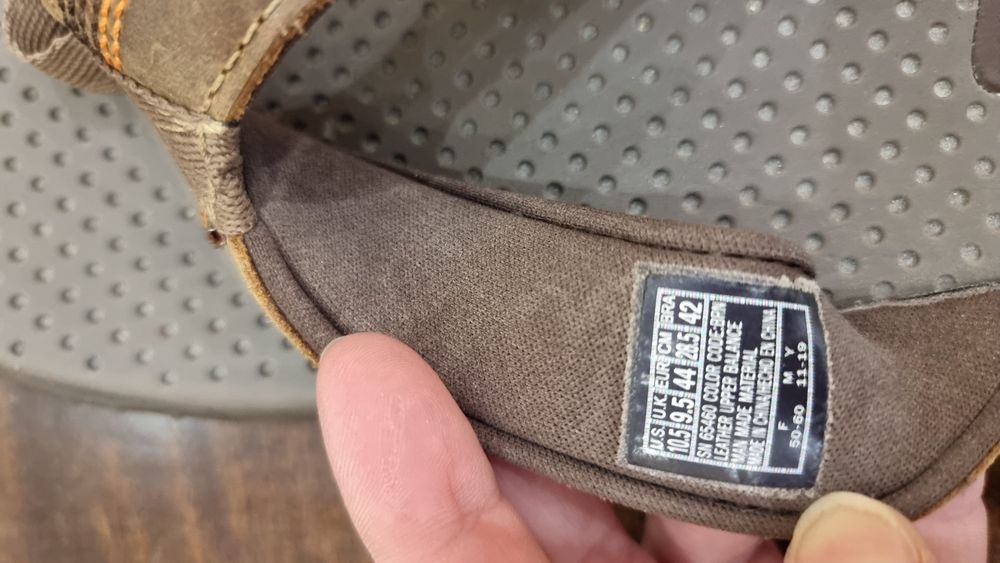 U.S. U.K. EUR CM BRA
10.5 9.5 44 28.5 42
SN 65460 COLOR CODE:BRN
LEATHER UPPER BALANCE
MAN MADE MATERIAL
MADE IN CHINA/HECHO EN CHINA
F M Y
50-60 11-19